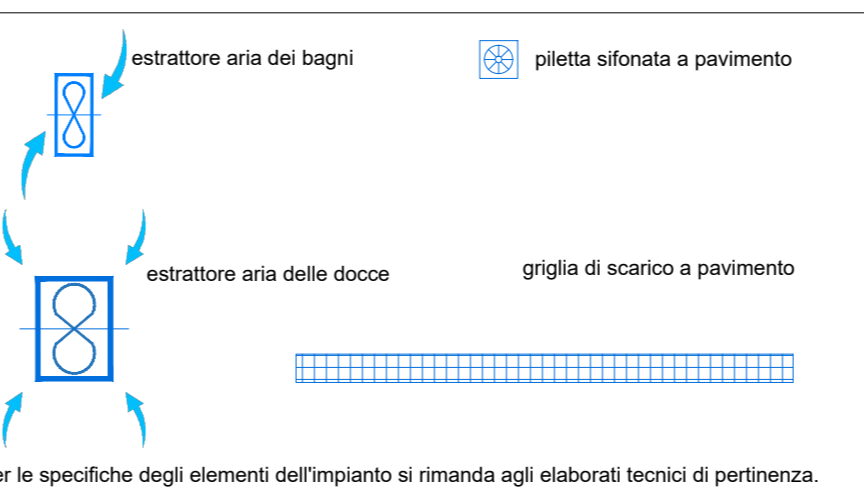 estrattore aria dei bagni
piletta sifonata a pavimento
estrattore aria delle docce
griglia di scarico a pavimento
le specifiche degli elementi dell'impianto si rimanda agli elaborati tecnici di pertinenza.